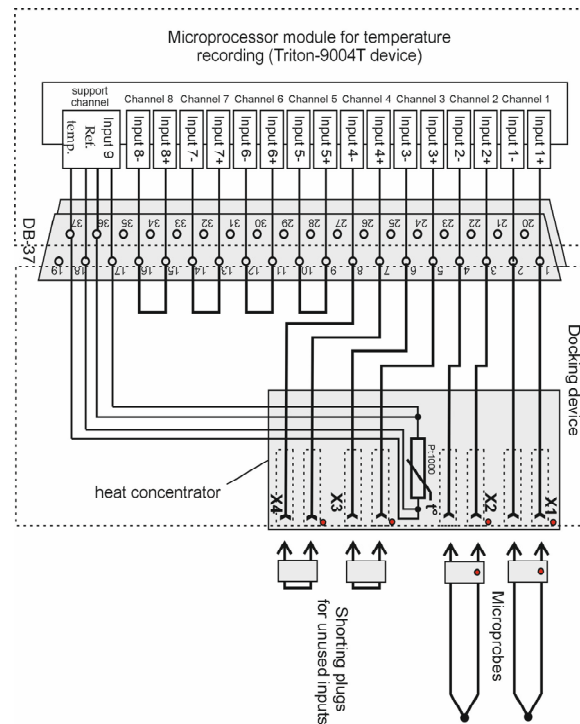 Microprocessor module for temperature
recording (Triton-9004T device)
support
channel
Channel 8
Channel 7
Channel 6
Channel 5
Channel 4
Channel 3
Channel 2
Channel 1
Input 9
Ref.
temp.
Input 8-
Input 8+
Input 7-
Input 7+
Input 6-
Input 6+
Input 5-
Input 5+
Input 4-
Input 4+
Input 3-
Input 3+
Input 2-
Input 2+
Input 1-
Input 1+
DB-37
37
36
35
34
33
32
31
30
29
28
27
26
25
24
23
22
21
20
19
18
17
16
15
14
13
12
11
10
9
8
7
6
5
4
3
2
1
Docking device
heat concentrator
P:1000
t°
X4
X3
X2
X1
Shorting plugs
for unused inputs
Microprobes